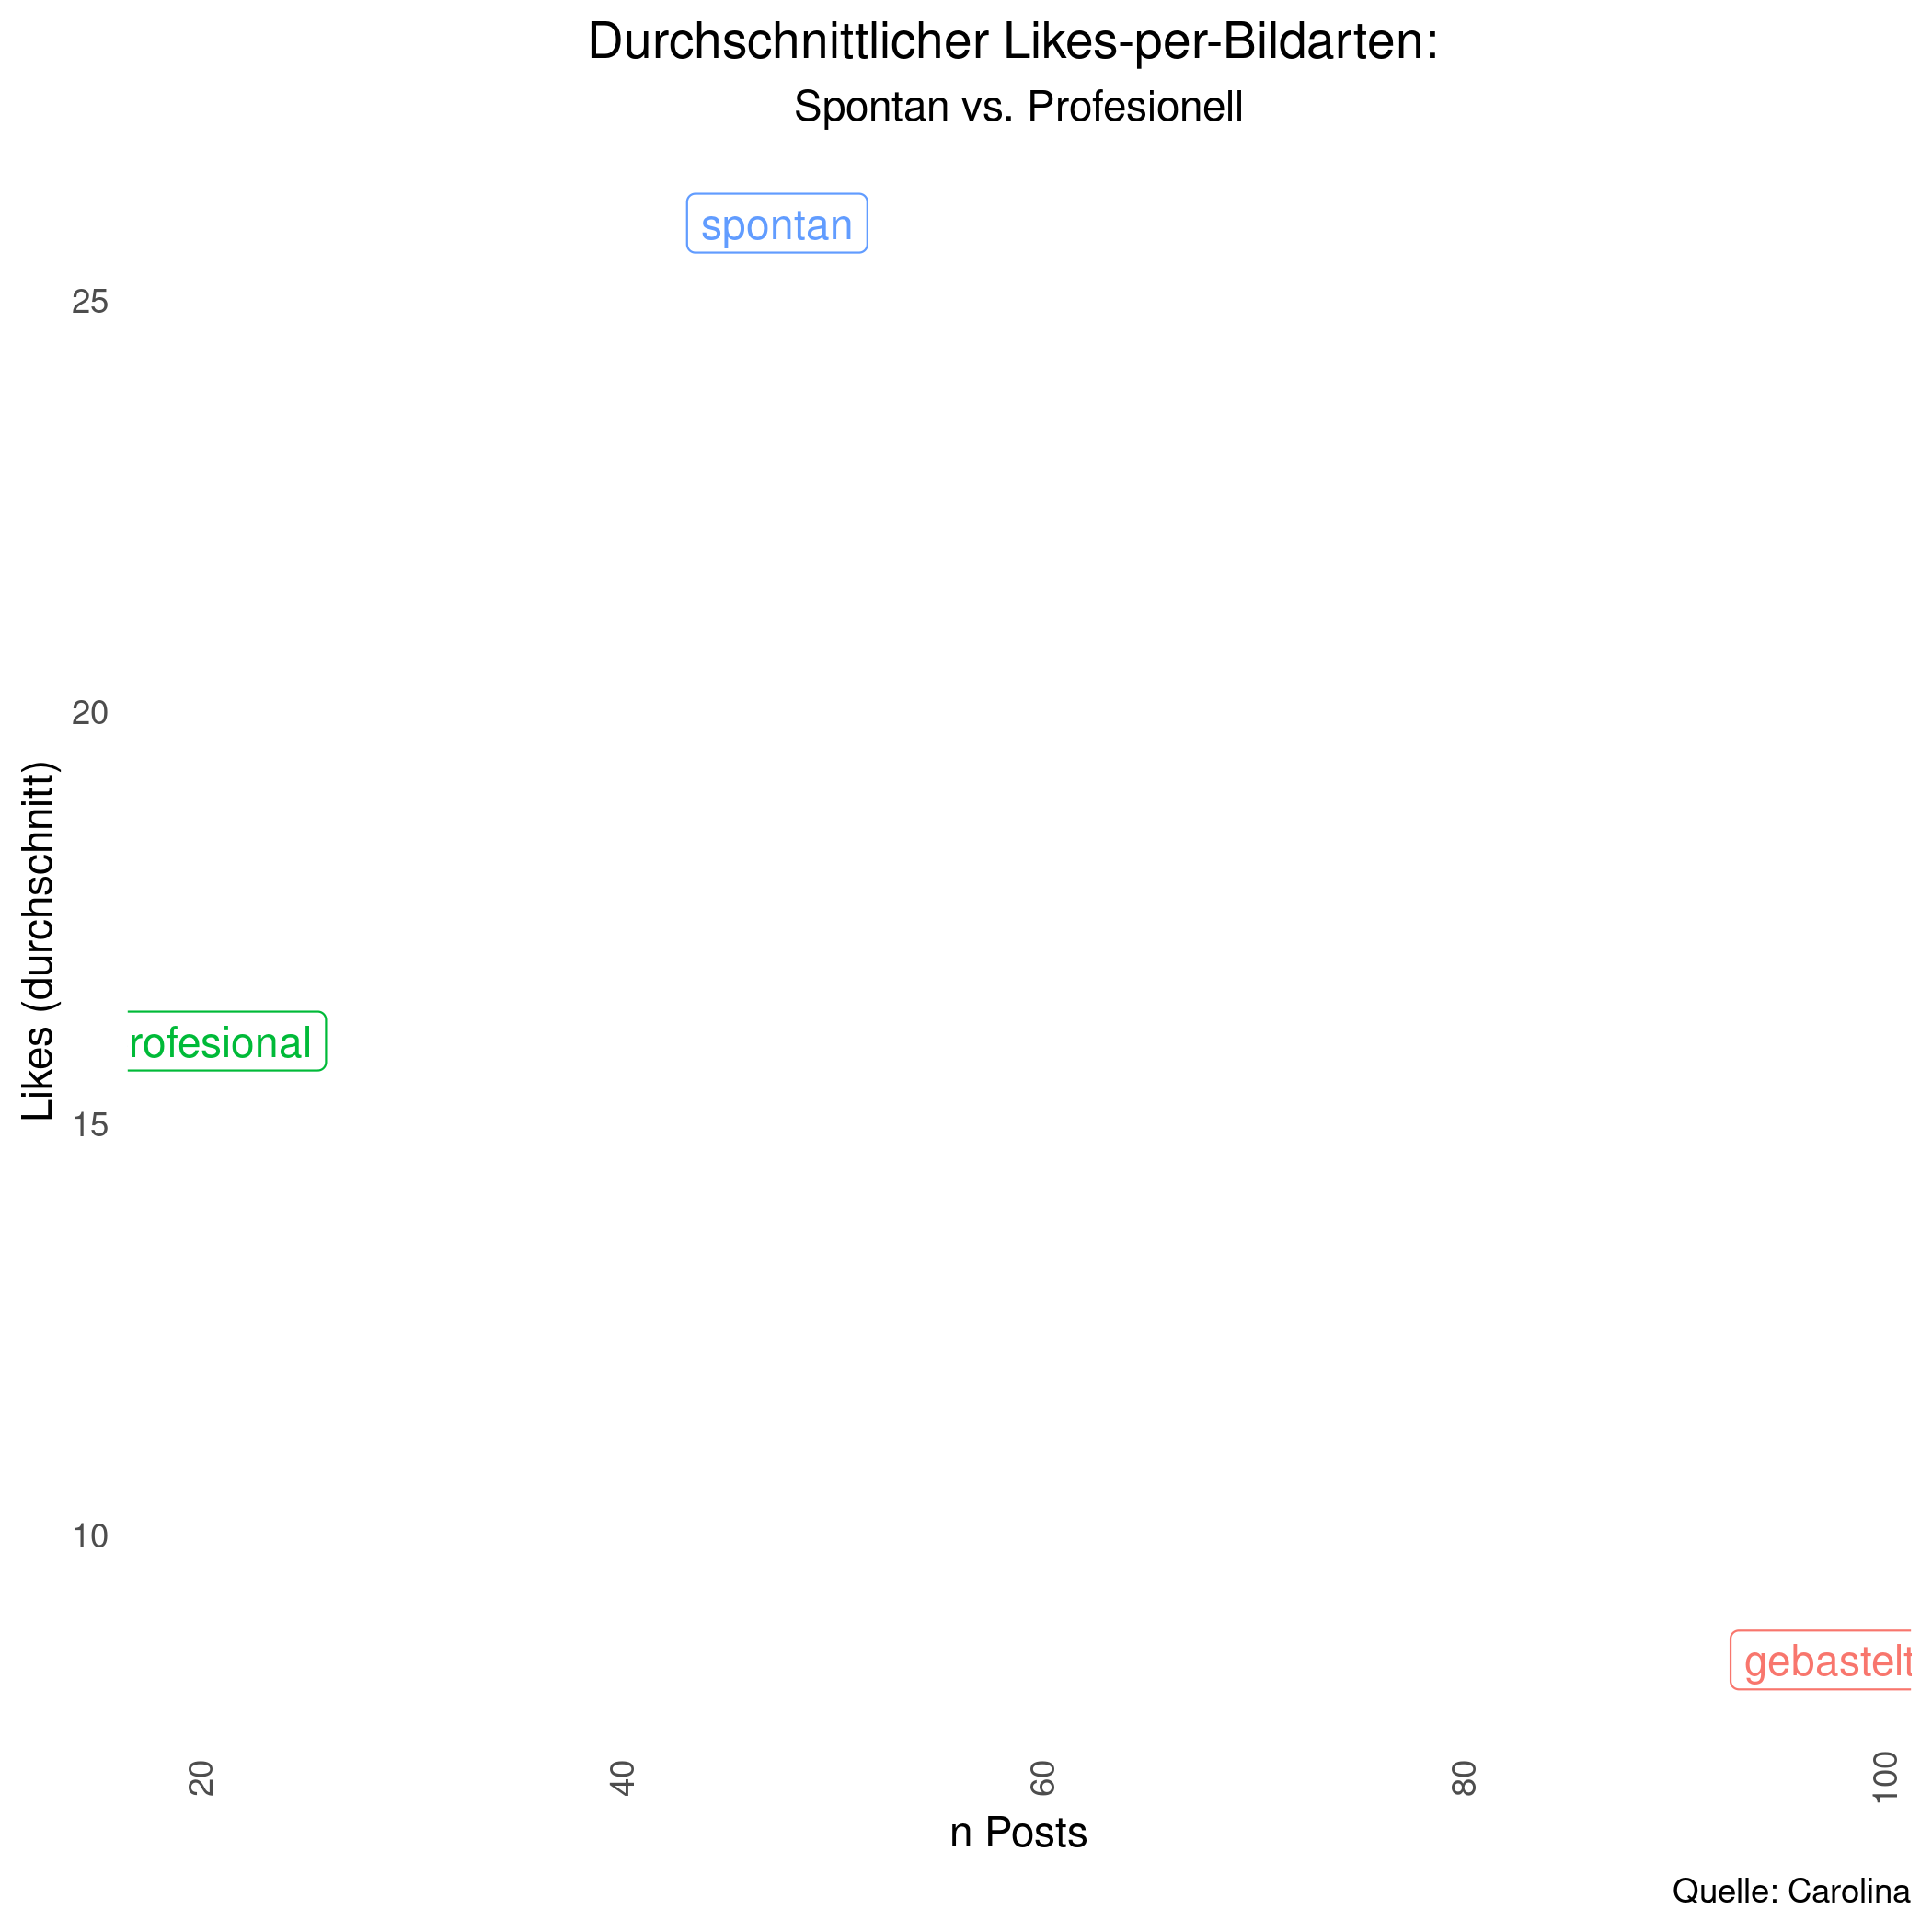 Durchschnittlicher Likes-per-Bildarten:
Spontan vs. Profesionell
spontan
25
20
Likes (durchschnitt)
rofesional
15
10
gebastelt
20 40 60 80 100
n Posts
Quelle: Carolina